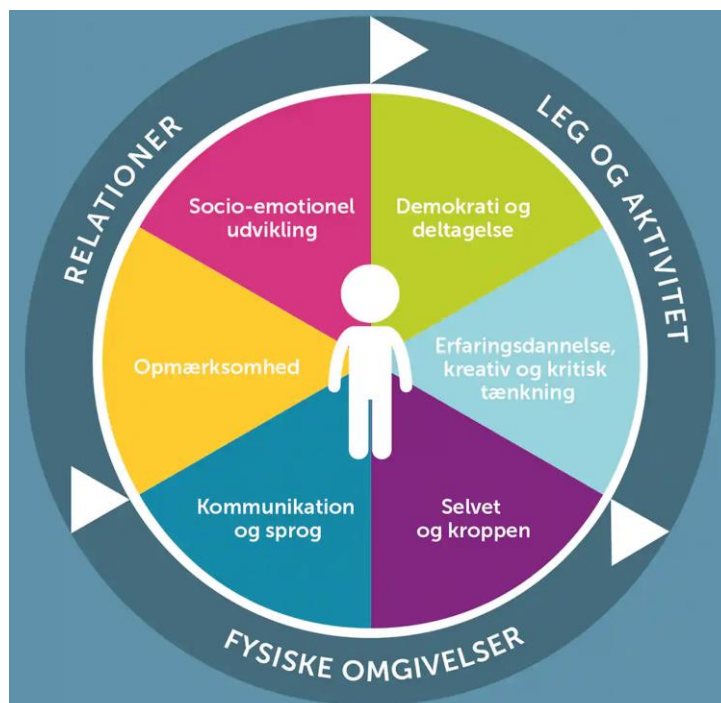 RELATIONER
LEG OG AKTIVITET
Socio-emotionel
udvikling
Demokrati og
deltagelse
Opmærksomhed
Erfaringsdannelse,
kreativ og kritisk
tænkning
Kommunikation
og sprog
Selvet
og kroppen
FYSISKE OMGIVELSER